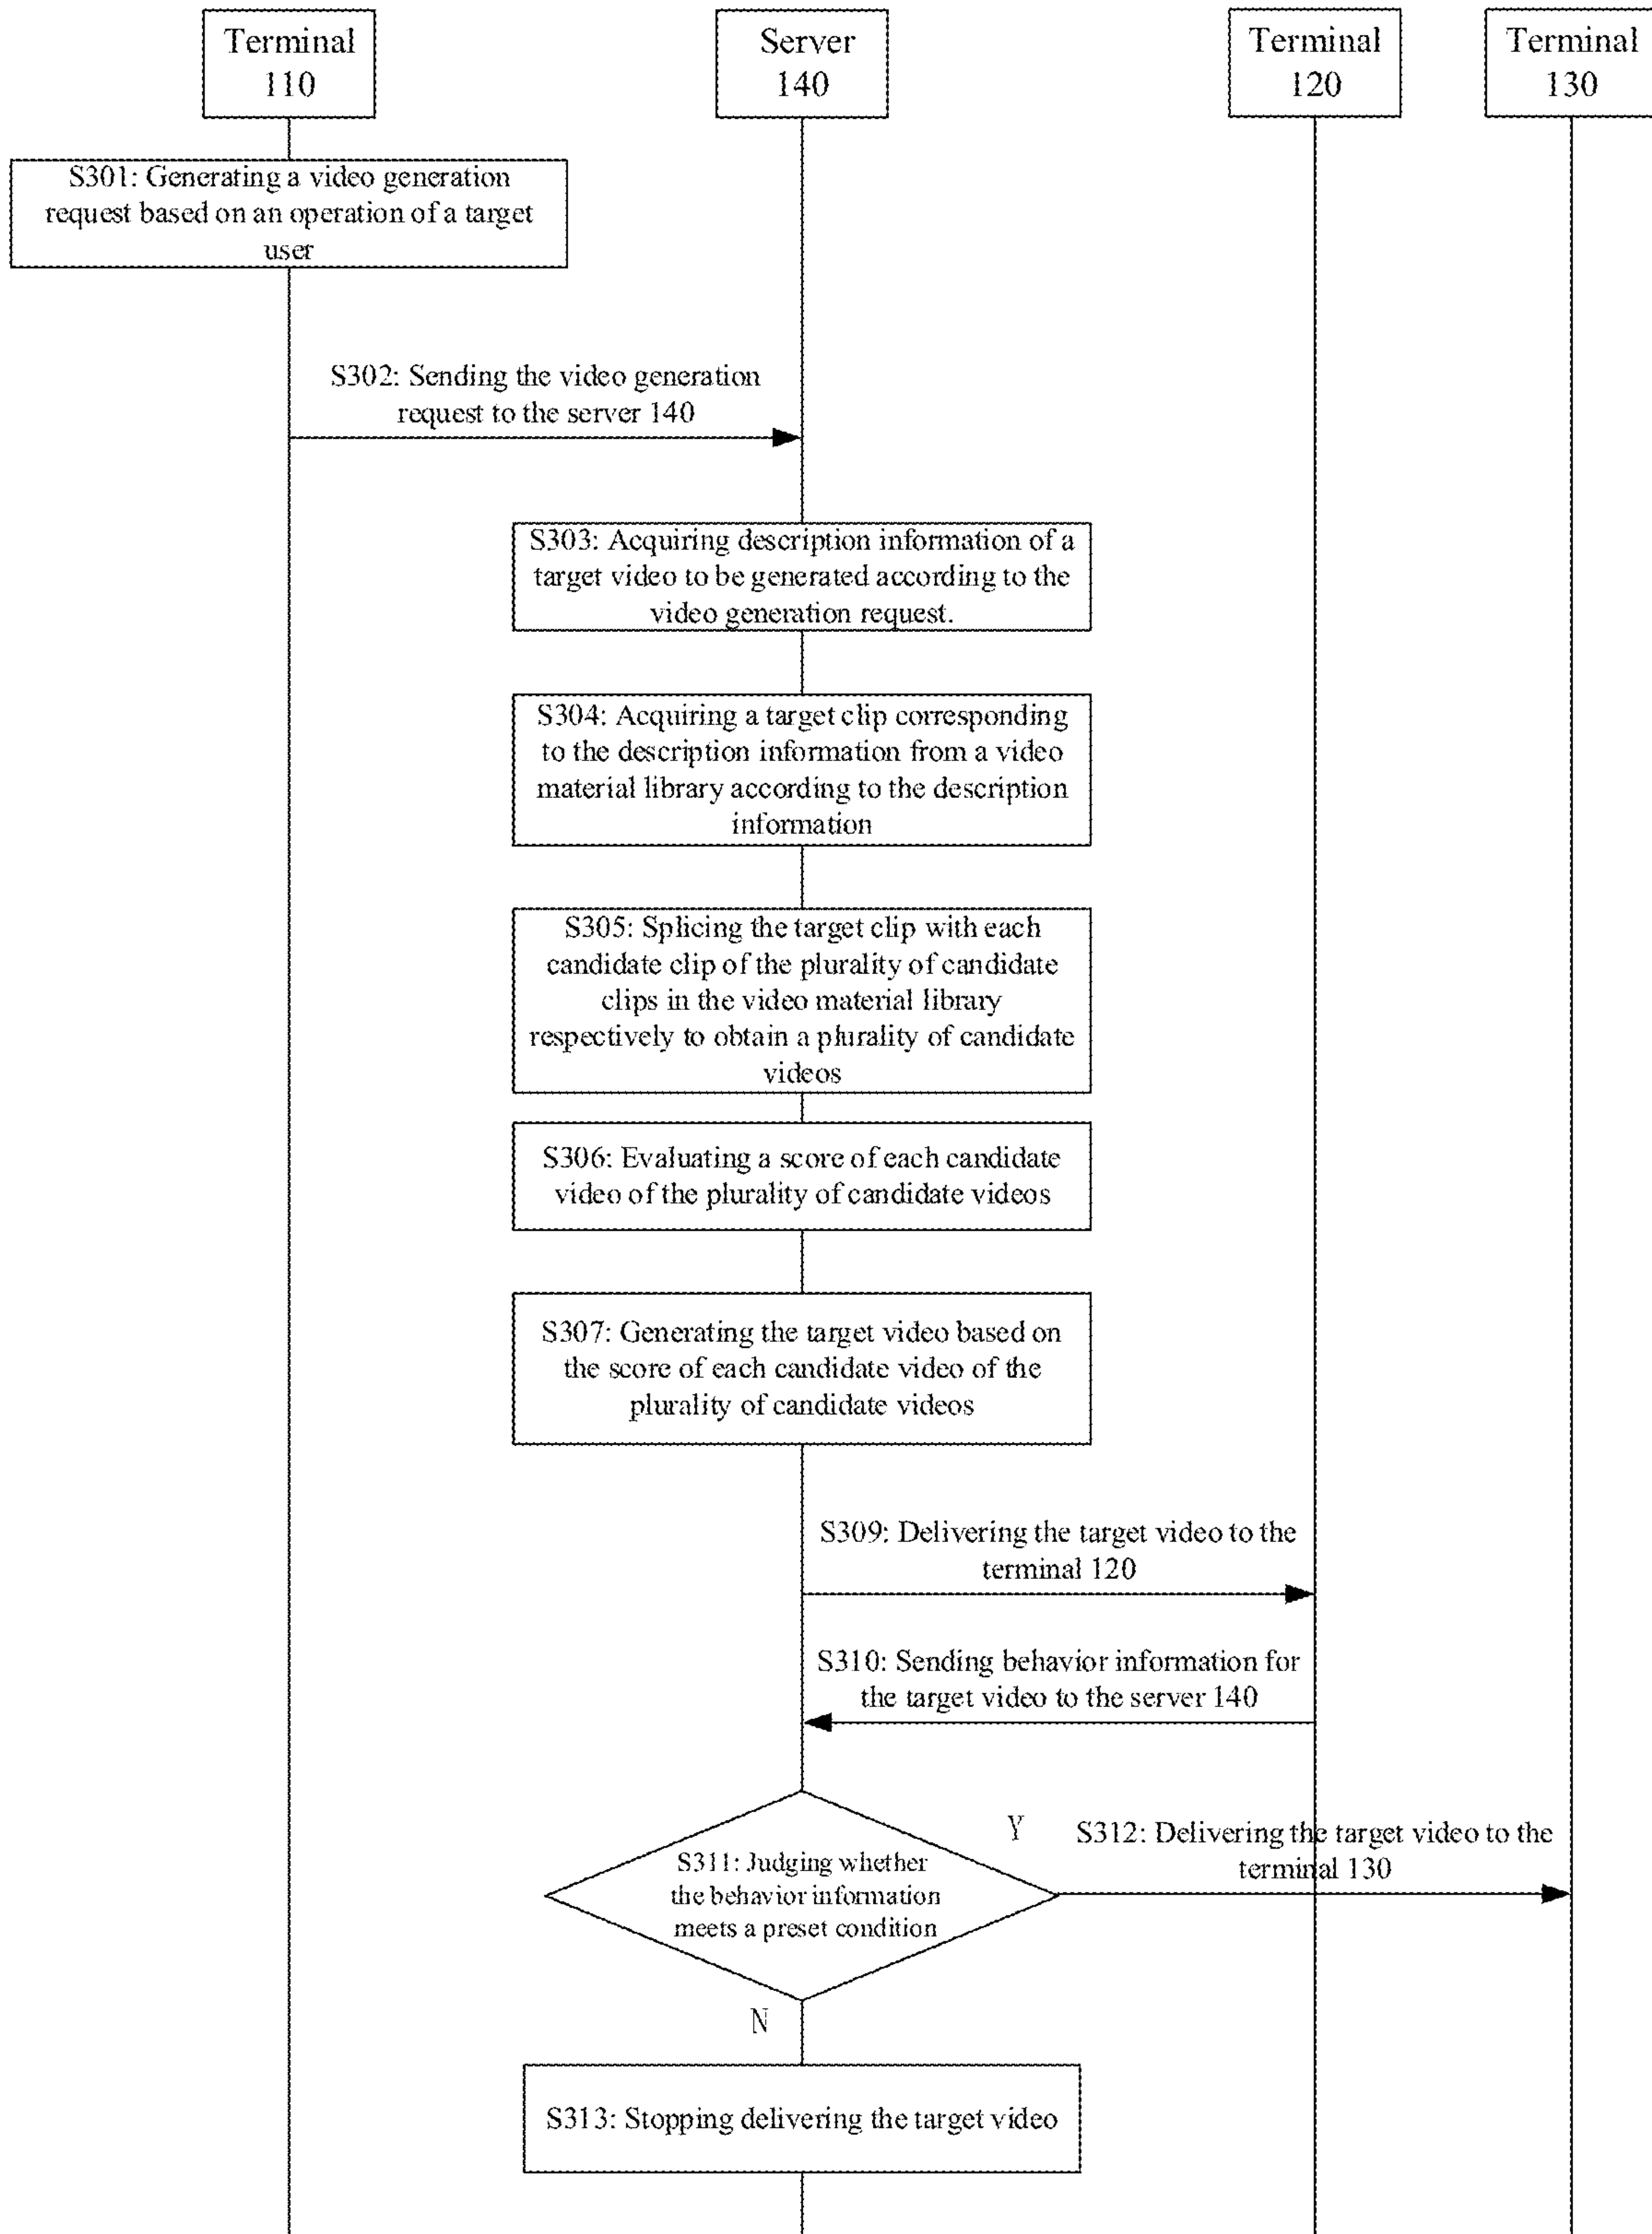 Terminal
110
Server
140
Terminal
120
Terminal
130
S301: Generating a video generation
request based on an operation of a target
user
S302: Sending the video generation
request to the server 140
S303: Acquiring description information of a
target video to be generated according to the
video generation request.
S304: Acquiring a target clip corresponding
to the description information from a video
material library according to the description
information
S305: Splicing the target clip with each
candidate clip of the plurality of candidate
clips in the video material library
respectively to obtain a plurality of candidate
videos
S306: Evaluating a score of each candidate
video of the plurality of candidate videos
S307: Generating the target video based on
the score of each candidate video of the
plurality of candidate videos
S309: Delivering the target video to the
terminal 120
S310: Sending behavior information for
the target video to the server 140
S311: Judging whether
the behavior information
meets a preset condition
Y
S312: Delivering the target video to the
terminal 130
N
S313: Stopping delivering the target video